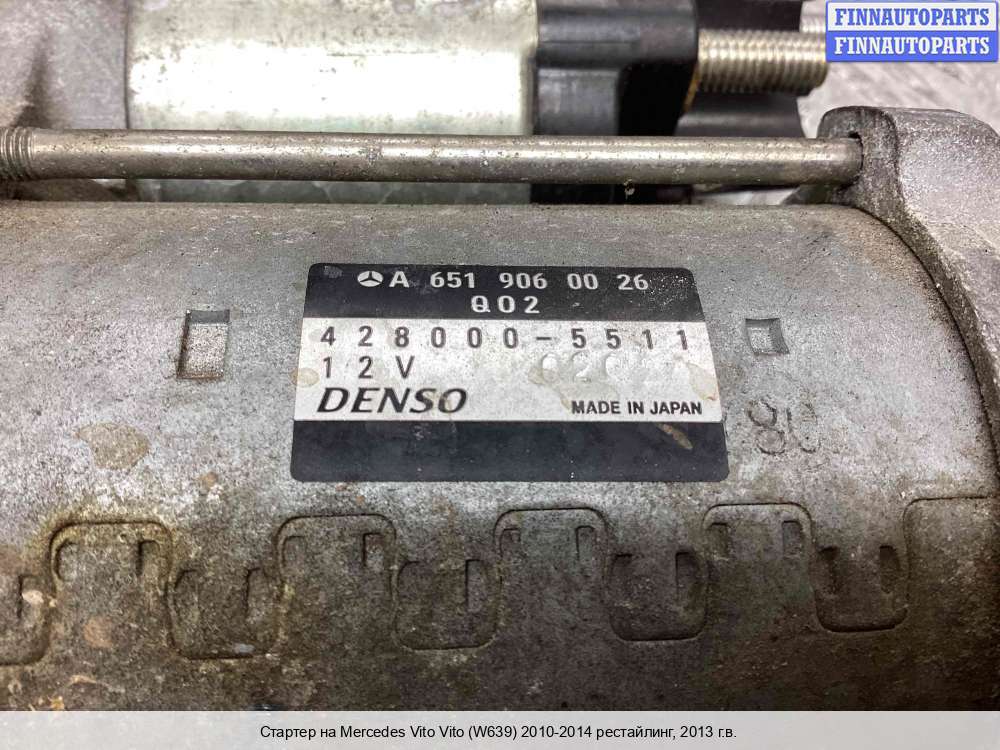 FINNAUTOPARTS
FINNAUTOPARTS
A 651 906 00 26
Q02
428000-5511
12V
DENSO
MADE IN JAPAN
Стартер на Mercedes Vito Vito (W639) 2010-2014 рестайлинг, 2013 г.в.